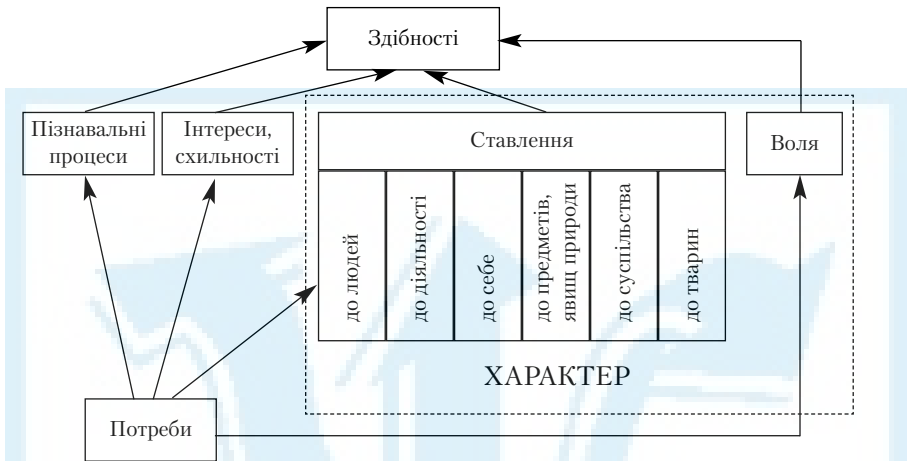 Здібності
Пізнавальні
процеси
Інтереси,
схильності
Ставлення
Воля
до людей
до діяльності
до себе
до предметів,
явищ природи
до суспільства
до тварин
ХАРАКТЕР
Потреби